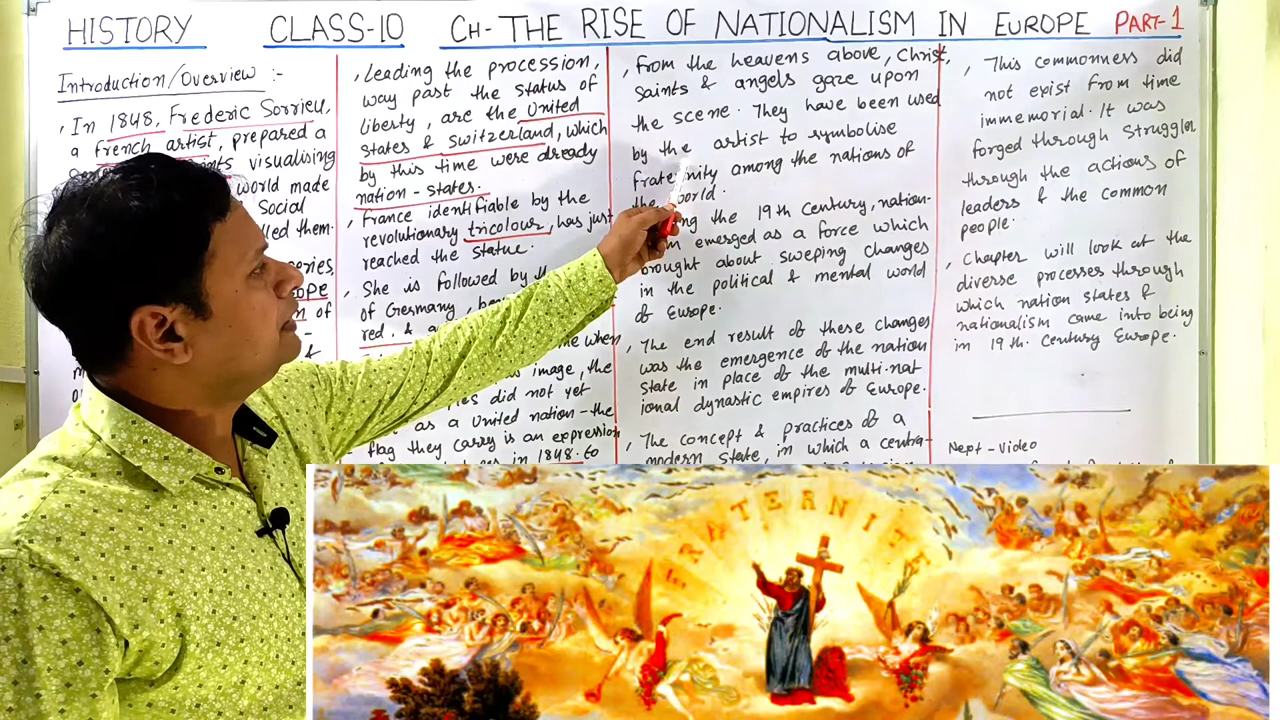 HISTORY CLASS-10 CH- THE RISE OF NATIONALISM IN EUROPE PART-1
Introduction/Overview :-
In 1848, Frederic Sorrieu,
a French artist, prepared a
visualising
world made
Social
them-
series,
of
Leading the procession,
way past the status of
liberty, are the United
States & Switzerland, which
by this time were already
nation-states.
France identifiable by the
revolutionary tricolour, has just
reached the statue.
She is followed by the
of Germany,
red. &
when
image, the
did not yet
as a United nation-the
flag they carry is an expression
in 1848. to
From the heavens above, Christ,
Saints & angels gaze upon
the scene. They have been used
by the artist to symbolise
fraternity among the nations of
the world.
the 19th Century, nation-
emerged as a force which
brought about sweeping changes
in the political & mental world
of Europe.
The end result of these changes
was the emergence of the nation
state in place of the multi-nat
ional dynastic empires of Europe.
The concept & practices of a
modern state, in which a centra-
This commonness did
not exist from time
immemorial. It was
forged through struggles
through the actions of
leaders & the common
people.
Chapter will look at the
diverse processes through
which nation states &
nationalism came into being
in 19th. Century Europe.
Next-Video
FRATERNITÉ